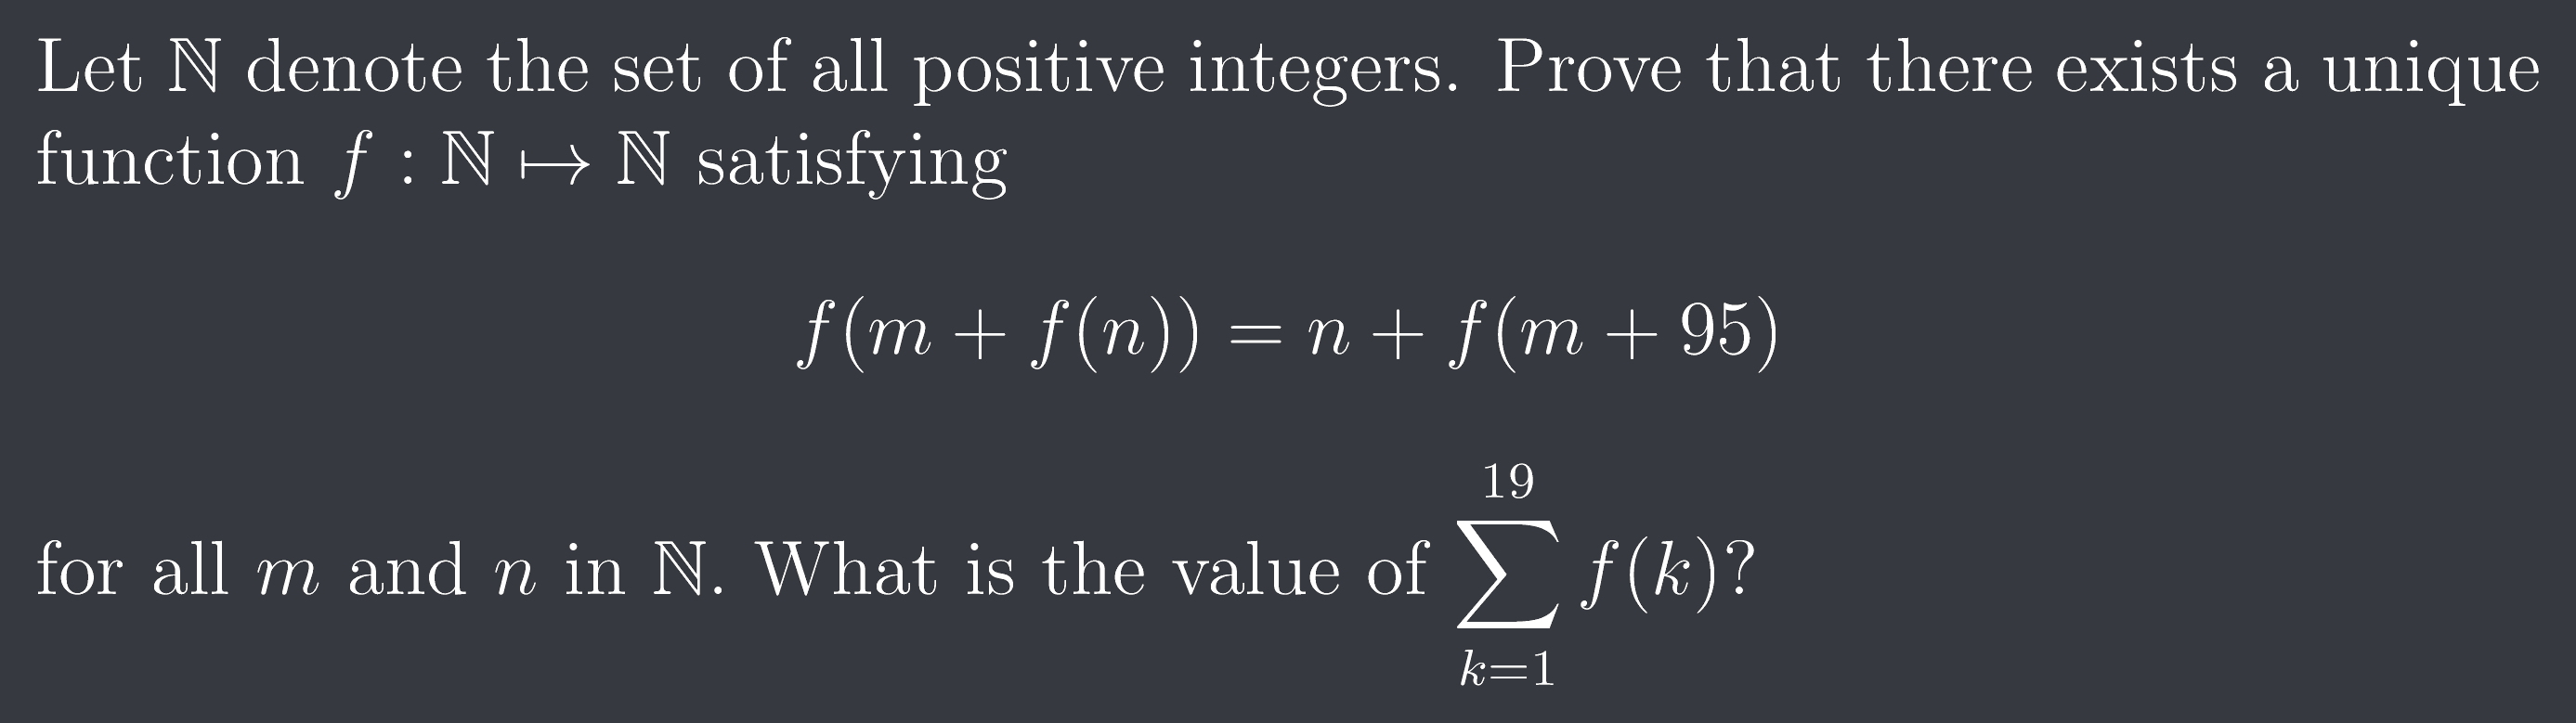 Let ℕ denote the set of all positive integers. Prove that there exists a unique
function f : ℕ ↦ ℕ satisfying
f(m + f(n)) = n + f(m + 95)
for all m and n in ℕ. What is the value of \sum_{k=1}^{19} f(k)?